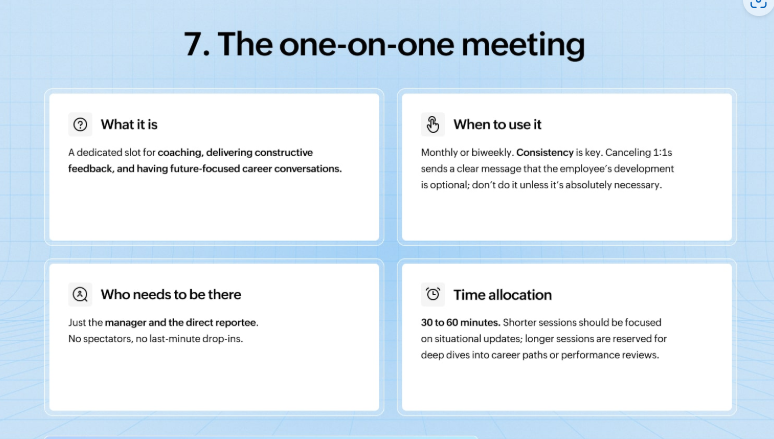 7. The one-on-one meeting
What it is
A dedicated slot for coaching, delivering constructive
feedback, and having future-focused career conversations.
When to use it
Monthly or biweekly. Consistency is key. Canceling 1:1s
sends a clear message that the employee's development
is optional; don't do it unless it's absolutely necessary.
Who needs to be there
Just the manager and the direct reportee.
No spectators, no last-minute drop-ins.
Time allocation
30 to 60 minutes. Shorter sessions should be focused
on situational updates; longer sessions are reserved for
deep dives into career paths or performance reviews.